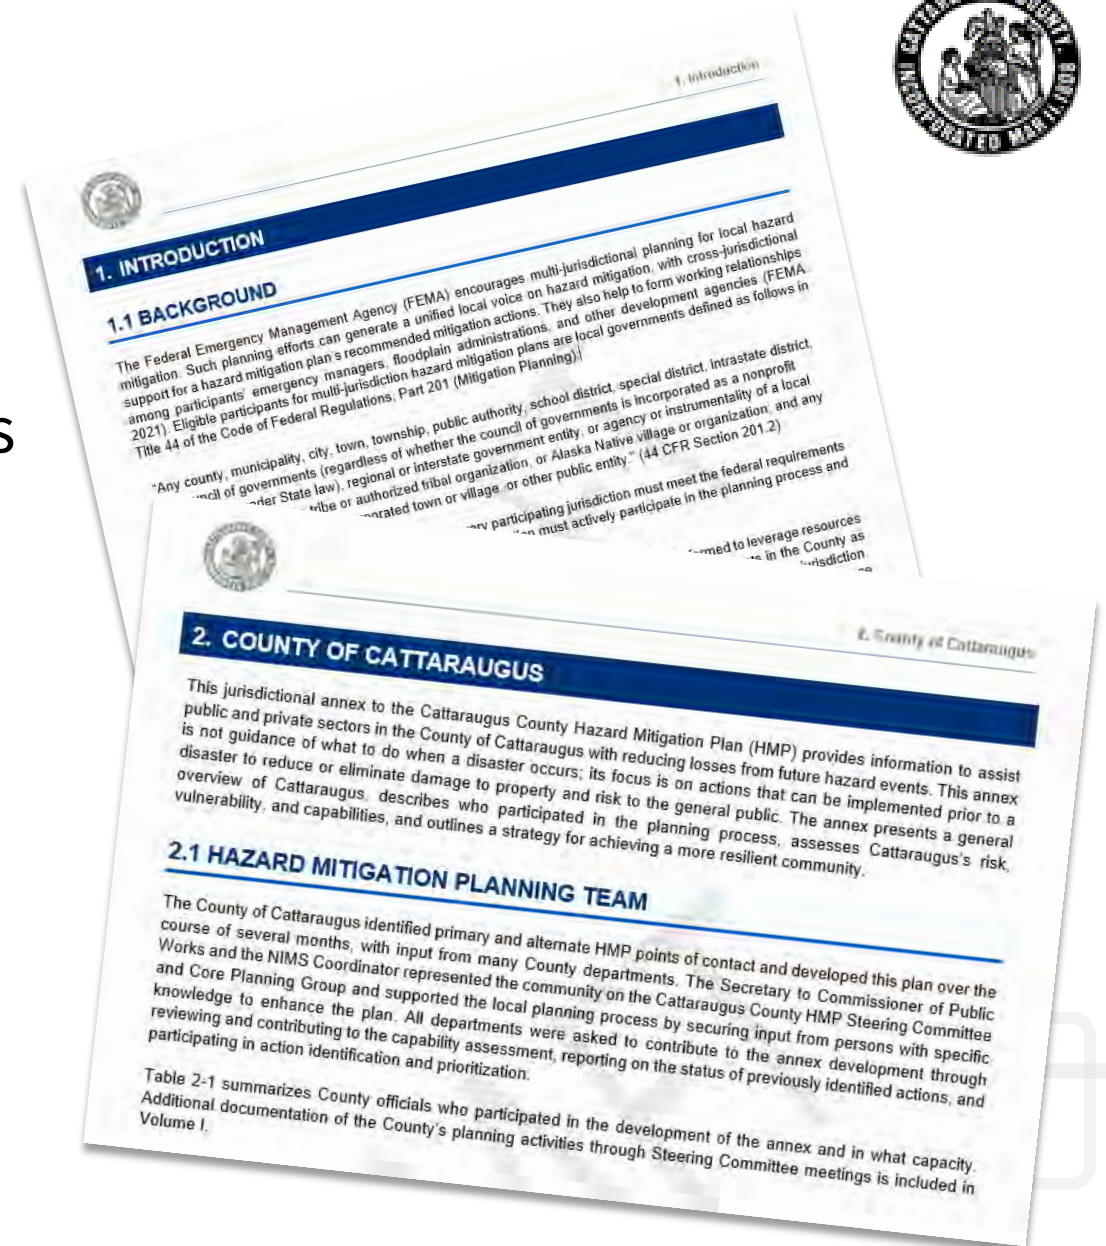 INCORPORATED MAR
1. Introduction
1. INTRODUCTION
1.1 BACKGROUND
The Federal Emergency Management Agency (FEMA) encourages multi-jurisdictional planning for local hazard
mitigation. Such planning efforts can generate a unified local voice on hazard mitigation, with cross-jurisdictional
support for a hazard mitigation plan's recommended mitigation actions. They also help to form working relationships
among participants' emergency managers, floodplain administrations, and other development agencies (FEMA
2021). Eligible participants for multi-jurisdiction hazard mitigation plans are local governments defined as follows in
Title 44 of the Code of Federal Regulations, Part 201 (Mitigation Planning):
s
"Any county, municipality, city, town, township, public authority, school district, special district, intrastate district,
ncil of governments (regardless of whether the council of governments is incorporated as a nonprofit
nder State law), regional or interstate government entity, or agency or instrumentality of a local
tribe or authorized tribal organization, or Alaska Native village or organization; and any
orated town or village, or other public entity." (44 CFR Section 201.2)
ry participating jurisdiction must meet the federal requirements
must actively participate in the planning process and
rmed to leverage resources
in the County as
urisdiction
2. County of Cattaraugus
2. COUNTY OF CATTARAUGUS
This jurisdictional annex to the Cattaraugus County Hazard Mitigation Plan (HMP) provides information to assist
public and private sectors in the County of Cattaraugus with reducing losses from future hazard events. This annex
is not guidance of what to do when a disaster occurs; its focus is on actions that can be implemented prior to a
disaster to reduce or eliminate damage to property and risk to the general public. The annex presents a general
overview of Cattaraugus, describes who participated in the planning process, assesses Cattaraugus's risk,
vulnerability, and capabilities, and outlines a strategy for achieving a more resilient community.
2.1 HAZARD MITIGATION PLANNING TEAM
The County of Cattaraugus identified primary and alternate HMP points of contact and developed this plan over the
course of several months, with input from many County departments. The Secretary to Commissioner of Public
Works and the NIMS Coordinator represented the community on the Cattaraugus County HMP Steering Committee
and Core Planning Group and supported the local planning process by securing input from persons with specific
knowledge to enhance the plan. All departments were asked to contribute to the annex development through
reviewing and contributing to the capability assessment, reporting on the status of previously identified actions, and
participating in action identification and prioritization.
Table 2-1 summarizes County officials who participated in the development of the annex and in what capacity.
Additional documentation of the County's planning activities through Steering Committee meetings is included in
Volume I.